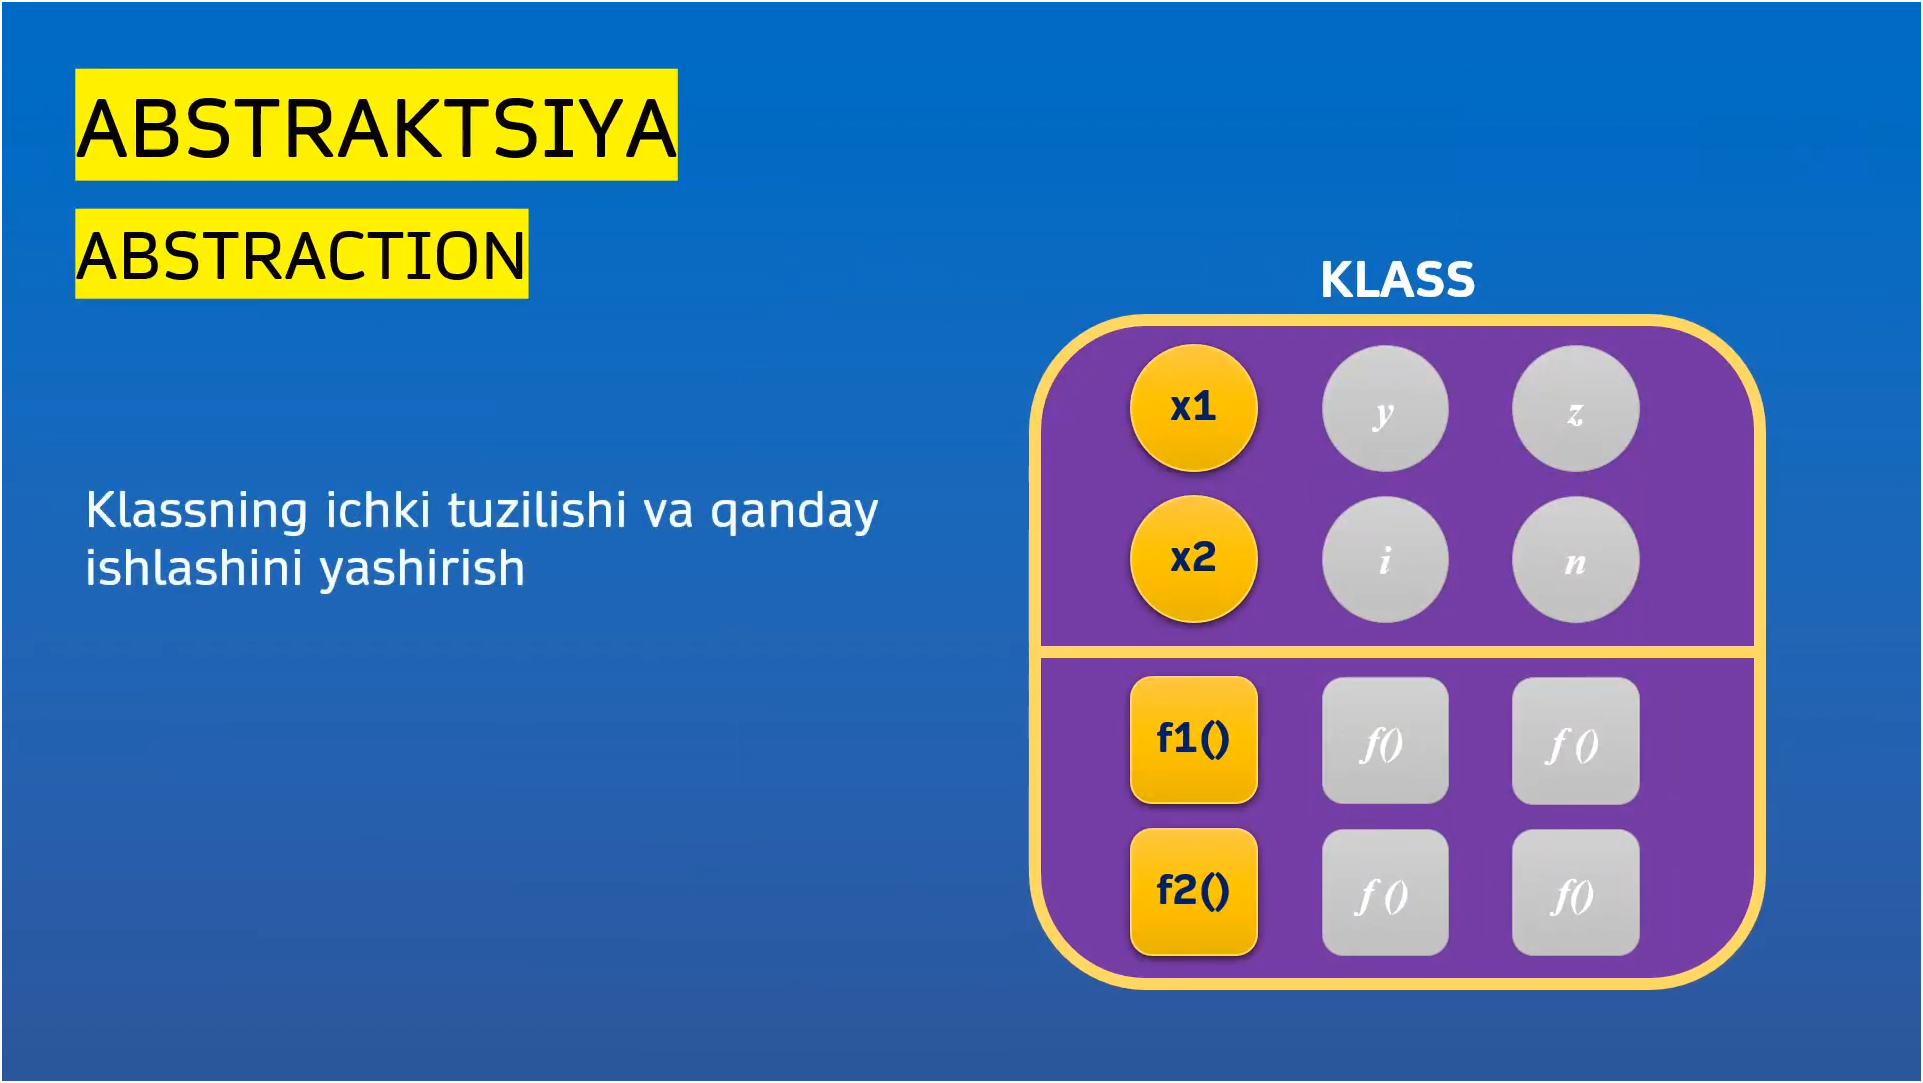 ABSTRAKTSIYA
ABSTRACTION
Klassning ichki tuzilishi va qanday
ishlashini yashirish
KLASS
x1 y z
x2 i n
f1() f() f ()
f2() f () f()